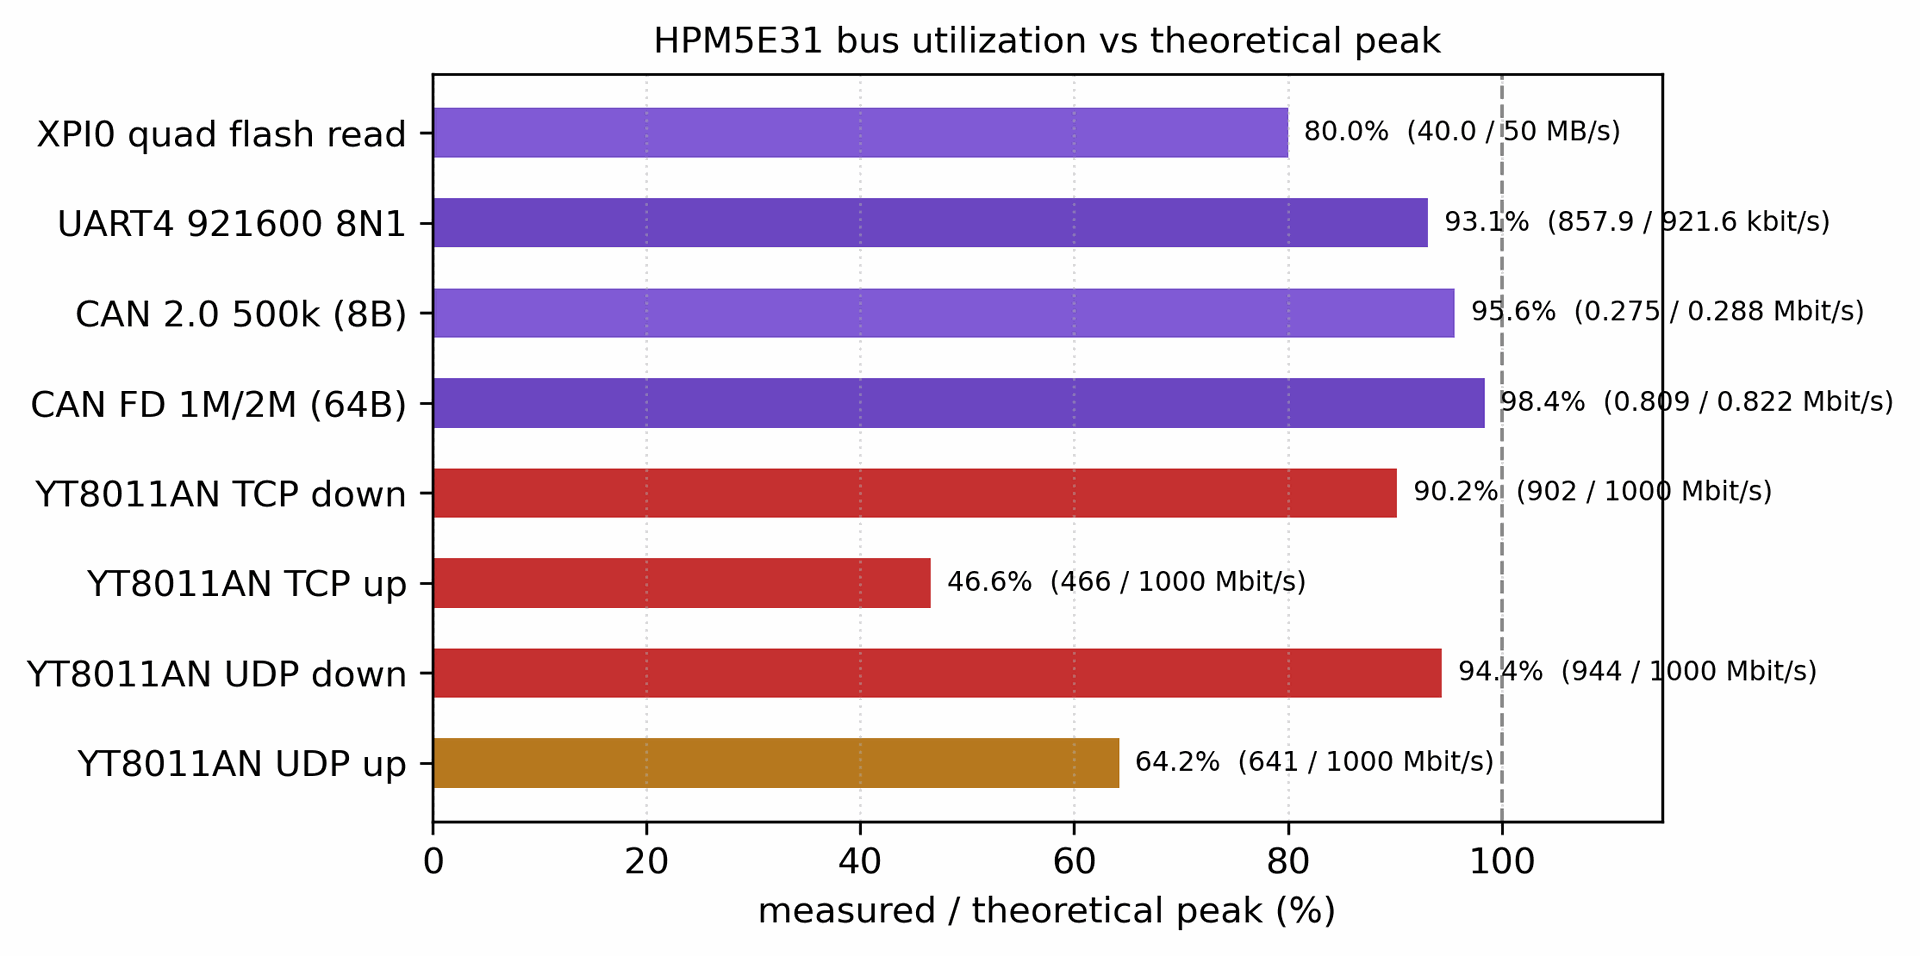 HPM5E31 bus utilization vs theoretical peak
XPI0 quad flash read
80.0%  (40.0 / 50 MB/s)
UART4 921600 8N1
93.1%  (857.9 / 921.6 kbit/s)
CAN 2.0 500k (8B)
95.6%  (0.275 / 0.288 Mbit/s)
CAN FD 1M/2M (64B)
98.4%  (0.809 / 0.822 Mbit/s)
YT8011AN TCP down
90.2%  (902 / 1000 Mbit/s)
YT8011AN TCP up
46.6%  (466 / 1000 Mbit/s)
YT8011AN UDP down
94.4%  (944 / 1000 Mbit/s)
YT8011AN UDP up
64.2%  (641 / 1000 Mbit/s)
0 20 40 60 80 100
measured / theoretical peak (%)